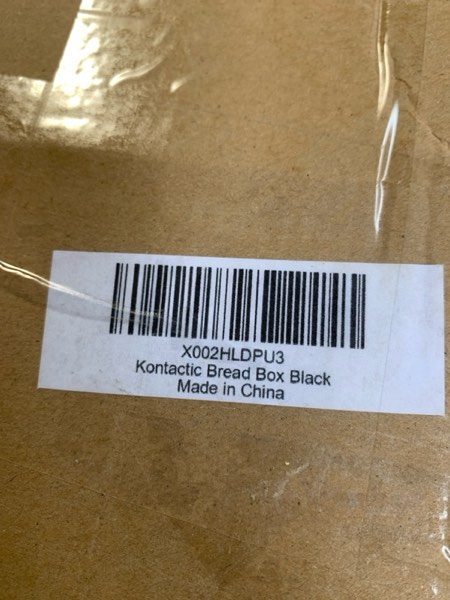 X002HLDPU3
Kontactic Bread Box Black
Made in China